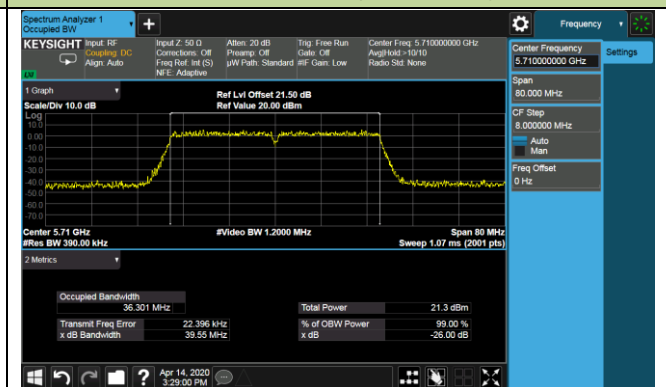 Spectrum Analyzer 1
Occupied BW
+
Frequency
KEYSIGHT
Input: RF
Coupling: DC
Align: Auto
Input Z: 50 Ω
Corrections: Off
Freq Ref: Int (S)
NFE: Adaptive
Atten: 20 dB
Preamp: Off
µW Path: Standard
Trig: Free Run
Gate: Off
#IF Gain: Low
Center Freq: 5.710000000 GHz
Avg|Hold:>10/10
Radio Std: None
LXI
1 Graph
Scale/Div 10.0 dB
Ref Lvl Offset 21.50 dB
Ref Value 20.00 dBm
Log
10.0
0.00
-10.0
-20.0
-30.0
-40.0
-50.0
-60.0
-70.0
Center 5.71 GHz
#Res BW 390.00 kHz
#Video BW 1.2000 MHz
Span 80 MHz
Sweep 1.07 ms (2001 pts)
2 Metrics
Occupied Bandwidth
36.301 MHz
Total Power
21.3 dBm
Transmit Freq Error
22.396 kHz
% of OBW Power
99.00 %
x dB Bandwidth
39.55 MHz
x dB
-26.00 dB
Center Frequency
5.710000000 GHz
Settings
Span
80.000 MHz
CF Step
8.000000 MHz
Auto
Man
Freq Offset
0 Hz
?
Apr 14, 2020
3:29:00 PM